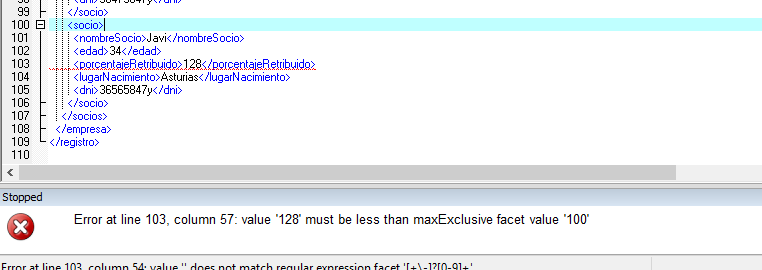 99 </socio>
100 <socio>
101 <nombreSocio>Javi</nombreSocio>
102 <edad>34</edad>
103 <porcentajeRetribuido>128</porcentajeRetribuido>
104 <lugarNacimiento>Asturias</lugarNacimiento>
105 <dni>36565847y</dni>
106 </socio>
107 </socios>
108 </empresa>
109 </registro>
110
Stopped
Error at line 103, column 57: value '128' must be less than maxExclusive facet value '100'
Error at line 103, column 54: value '' does not match regular expression facet '[+\-]?[0-9]+'